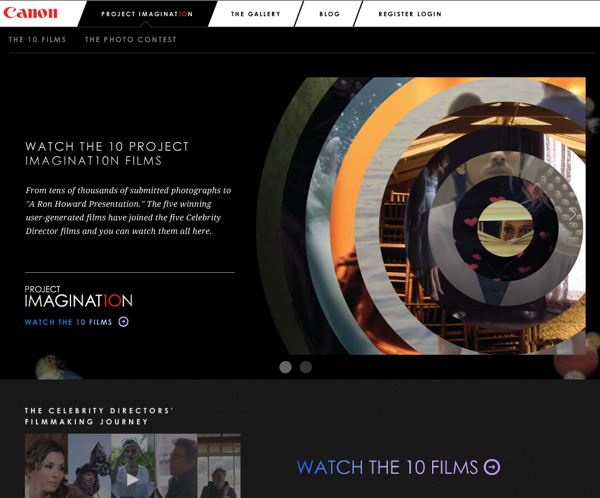 Canon
PROJECT IMAGINAT10N
THE GALLERY
BLOG
REGISTER LOGIN
THE 10 FILMS
THE PHOTO CONTEST
WATCH THE 10 PROJECT
IMAGINAT10N FILMS
From tens of thousands of submitted photographs to
"A Ron Howard Presentation." The five winning
user-generated films have joined the five Celebrity
Director films and you can watch them all here.
PROJECT
IMAGINAT10N
WATCH THE 10 FILMS
THE CELEBRITY DIRECTORS'
FILMMAKING JOURNEY
WATCH THE 10 FILMS